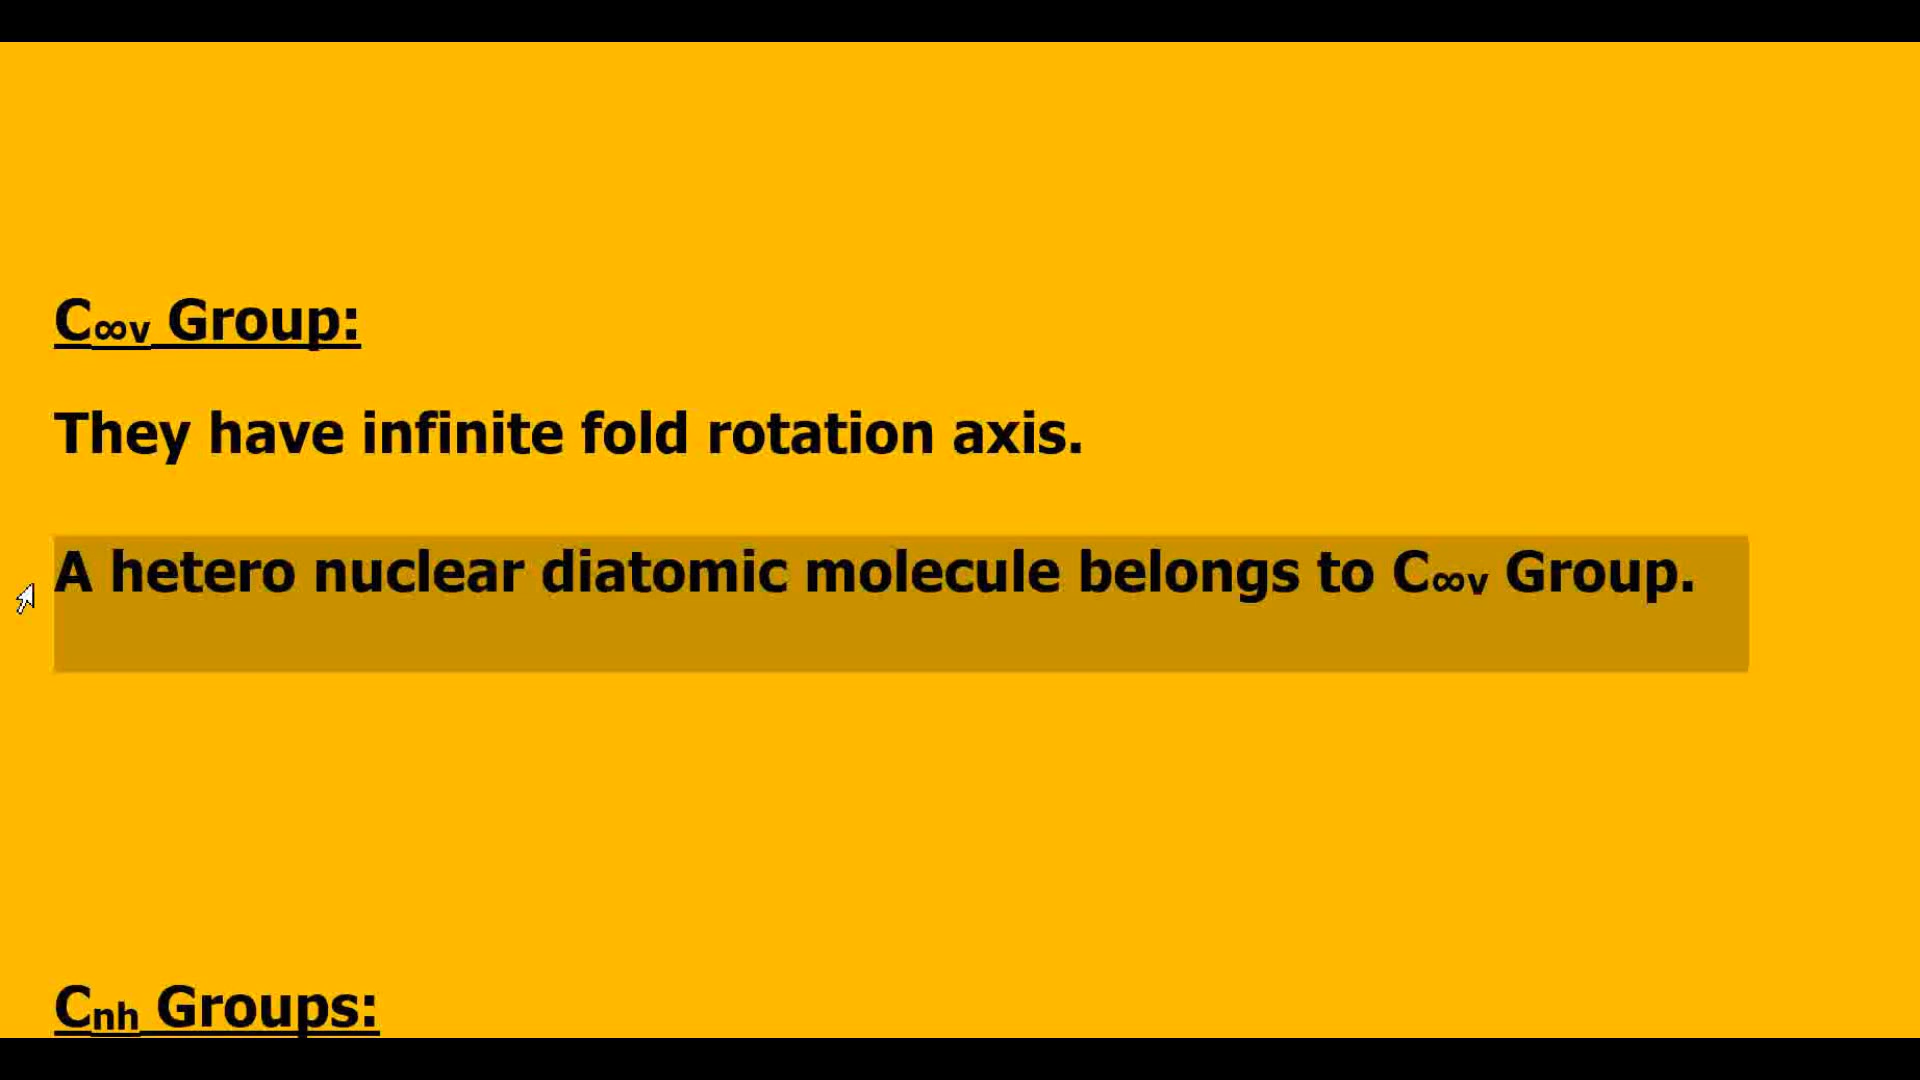 C∞v Group:
They have infinite fold rotation axis.
A hetero nuclear diatomic molecule belongs to C∞v Group.
Cnh Groups: